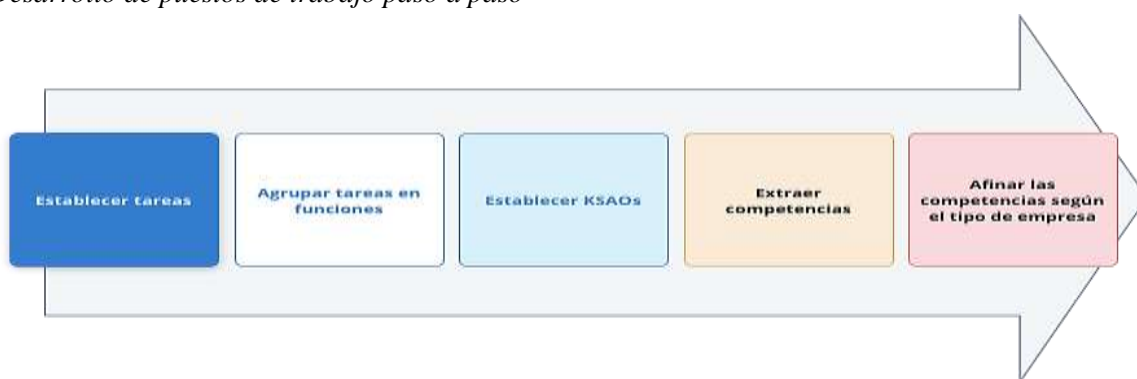 Desarrollo de puestos de trabajo paso a paso
Establecer tareas
Agrupar tareas en
funciones
Establecer KSAOs
Extraer
competencias
Afinar las
competencias según
el tipo de empresa